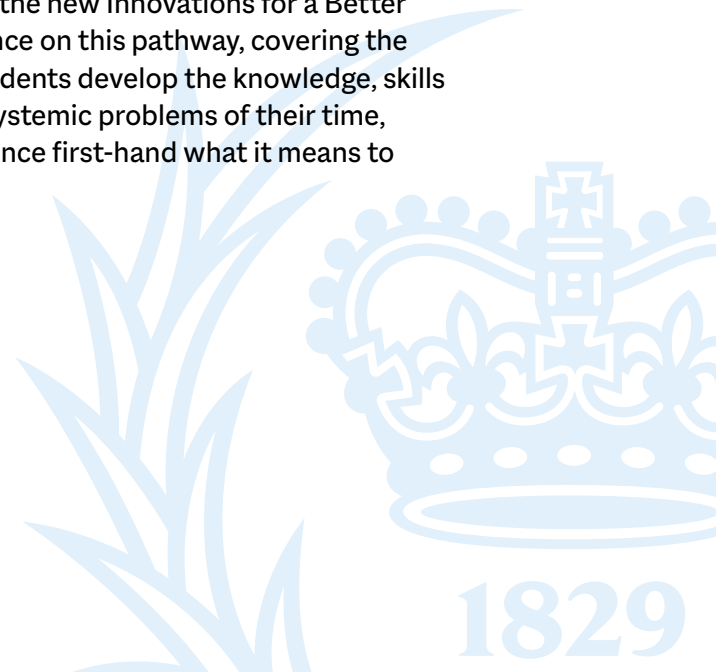 the new Innovations for a Better
nce on this pathway, covering the
dents develop the knowledge, skills
ystemic problems of their time,
nce first-hand what it means to
1829